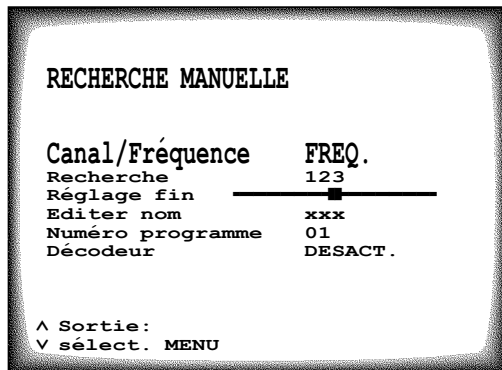 RECHERCHE MANUELLE
Canal/Fréquence FREQ.
Recherche 123
Réglage fin
Editer nom xxx
Numéro programme 01
Décodeur DESACT.
∧ Sortie:
∨ sélect. MENU